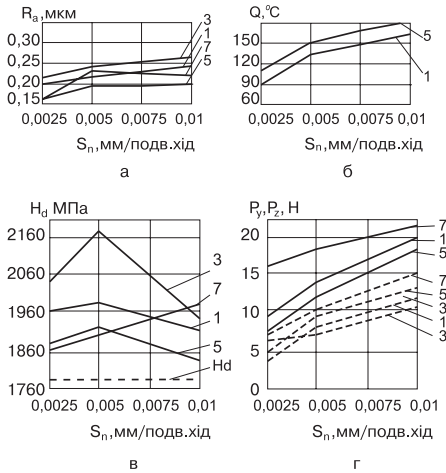 Rₐ,мкм
0,30
0,25
0,20
0,15
3
1
7
5
0,0025 0,005 0,0075 0,01
Sₙ,мм/подв.хід
а
Q,°C
150
120
90
60
5
1
0,0025 0,005 0,0075 0,01
Sₙ,мм/подв.хід
б
H_d МПа
2160
2060
1960
1860
1760
3
7
1
5
Hd
0,0025 0,005 0,0075 0,01
Sₙ,мм/подв.хід
в
P_y,P_z, Н
20
15
10
5
0
7
1
5
7
5
3
1
3
0,0025 0,005 0,0075 0,01
Sₙ,мм/подв.хід
г